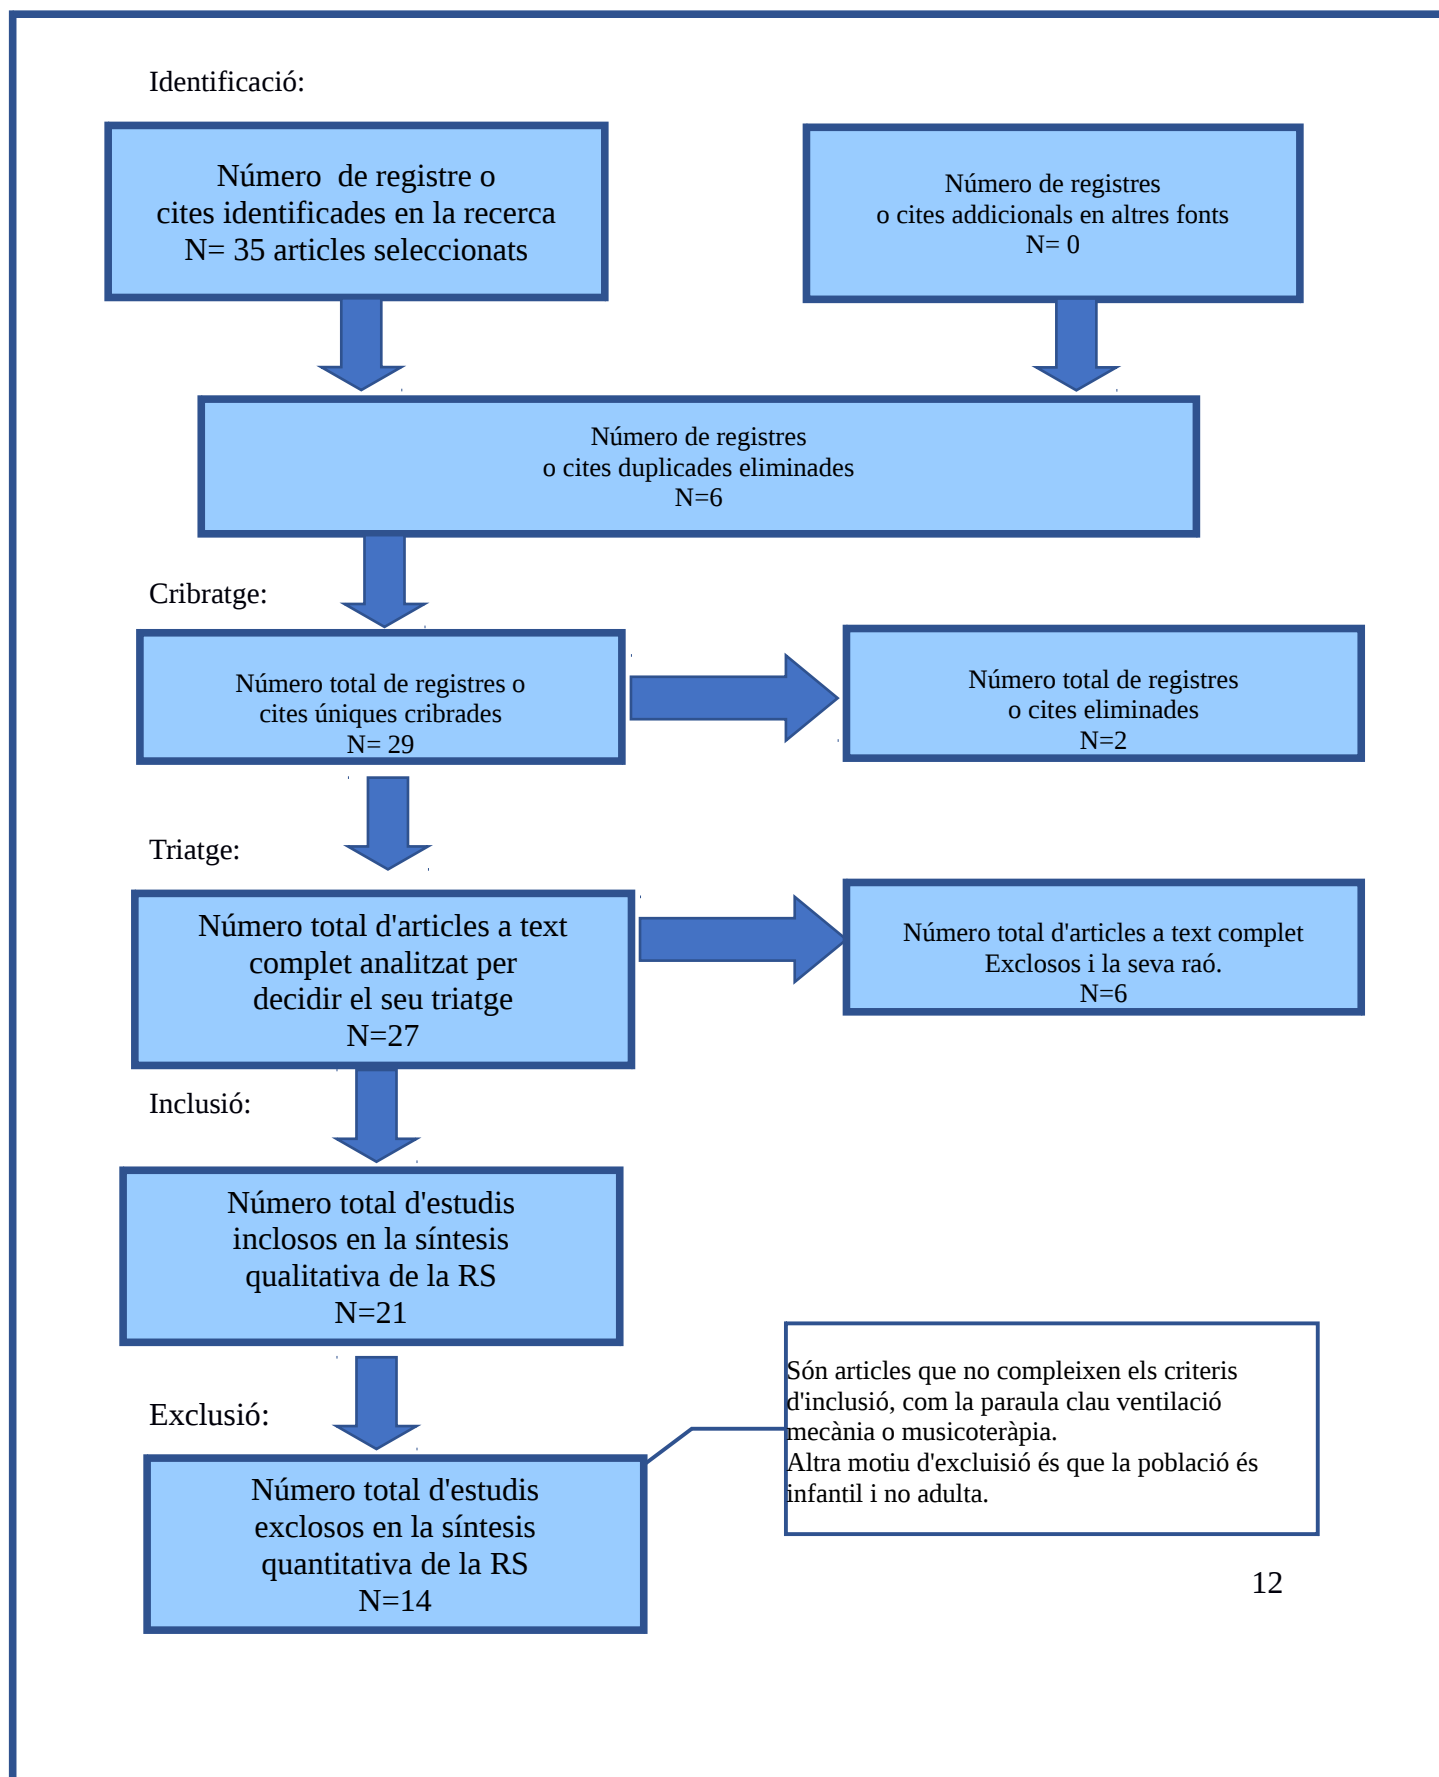 Identificació:
Número  de registre o
cites identificades en la recerca
N= 35 articles seleccionats
Número de registres
o cites addicionals en altres fonts
N= 0
Número de registres
o cites duplicades eliminades
N=6
Cribratge:
Número total de registres o
cites úniques cribrades
N= 29
Número total de registres
o cites eliminades
N=2
Triatge:
Número total d'articles a text
complet analitzat per
decidir el seu triatge
N=27
Número total d'articles a text complet
Exclosos i la seva raó.
N=6
Inclusió:
Número total d'estudis
inclosos en la síntesis
qualitativa de la RS
N=21
Exclusió:
Número total d'estudis
exclosos en la síntesis
quantitativa de la RS
N=14
Són articles que no compleixen els criteris
d'inclusió, com la paraula clau ventilació
mecània o musicoteràpia.
Altra motiu d'excluisió és que la població és
infantil i no adulta.
12